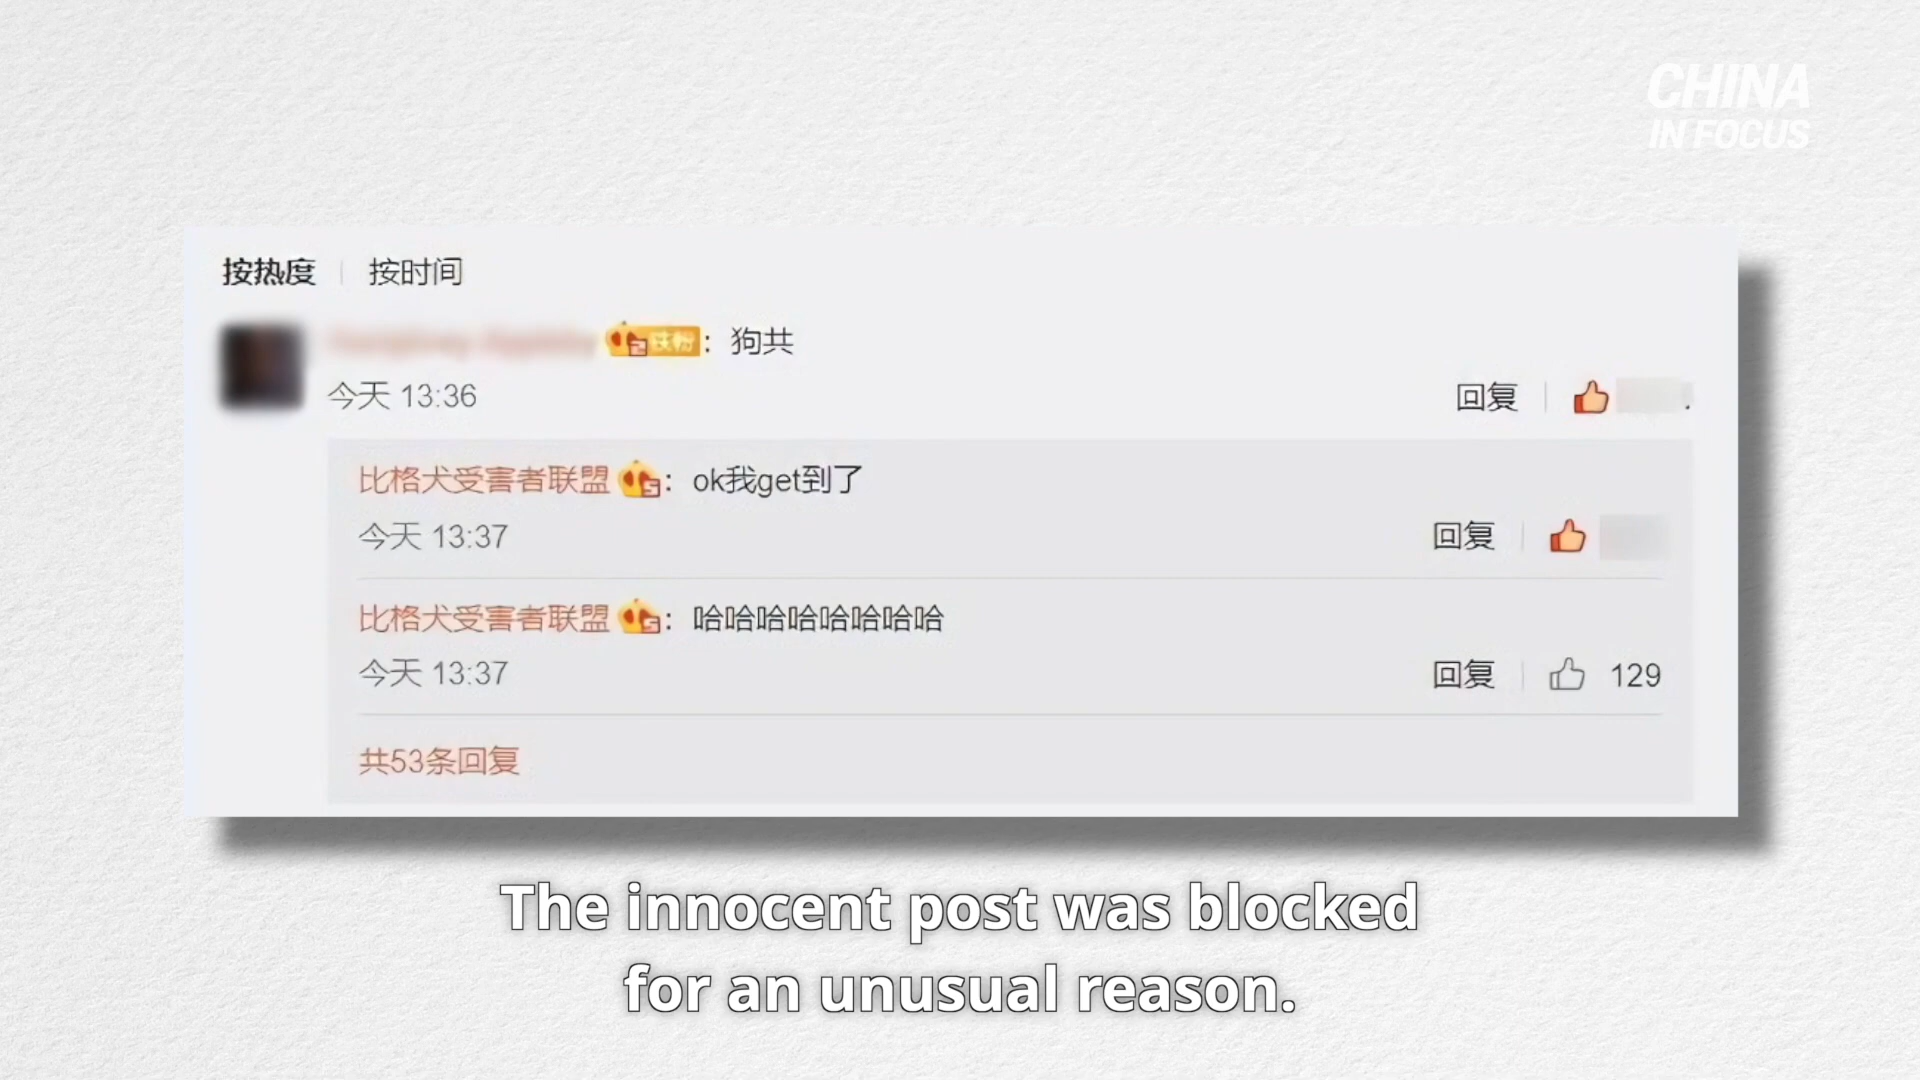 CHINA
IN FOCUS
按热度 | 按时间
铁粉 : 狗共
今天 13:36
回复
比格犬受害者联盟 : ok我get到了
今天 13:37
回复
比格犬受害者联盟 : 哈哈哈哈哈哈哈哈
今天 13:37
回复 129
共53条回复
The innocent post was blocked
for an unusual reason.